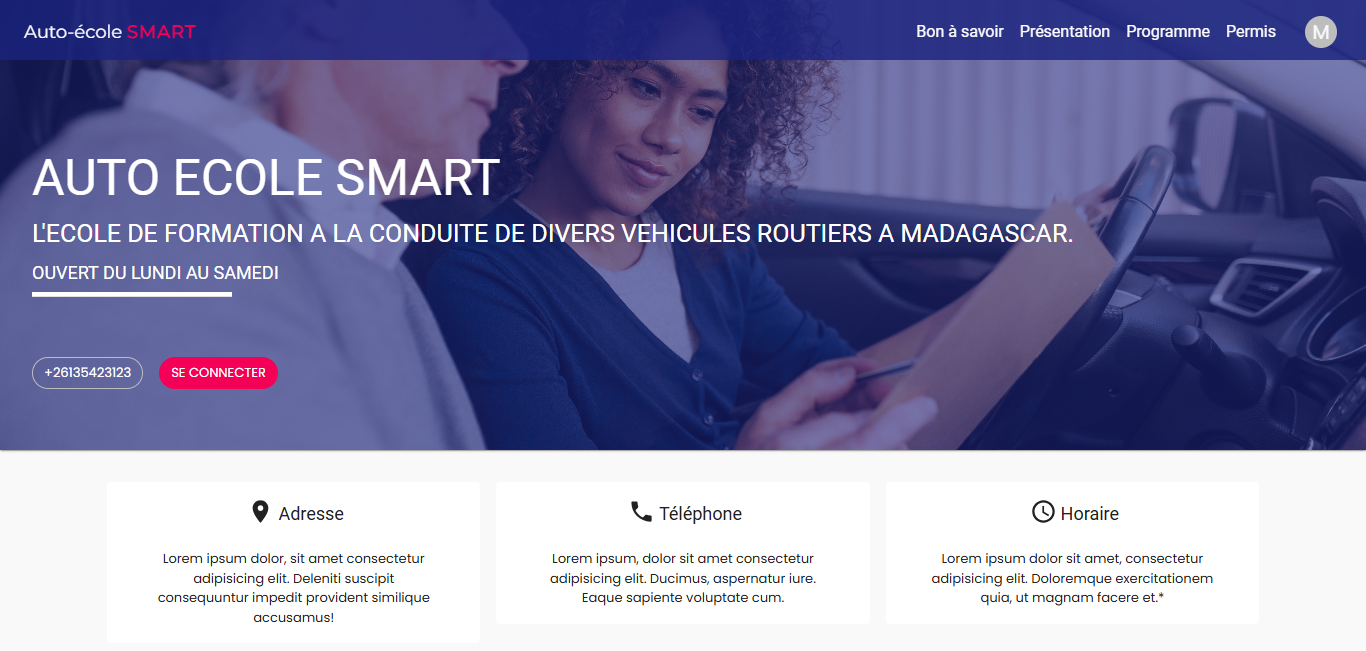 Auto-école SMART
Bon à savoir Présentation Programme Permis M
AUTO ECOLE SMART
L'ECOLE DE FORMATION A LA CONDUITE DE DIVERS VEHICULES ROUTIERS A MADAGASCAR.
OUVERT DU LUNDI AU SAMEDI
+26135423123 SE CONNECTER
Adresse
Lorem ipsum dolor, sit amet consectetur
adipisicing elit. Deleniti suscipit
consequuntur impedit provident similique
accusamus!
Téléphone
Lorem ipsum, dolor sit amet consectetur
adipisicing elit. Ducimus, aspernatur iure.
Eaque sapiente voluptate cum.
Horaire
Lorem ipsum dolor sit amet, consectetur
adipisicing elit. Doloremque exercitationem
quia, ut magnam facere et.*